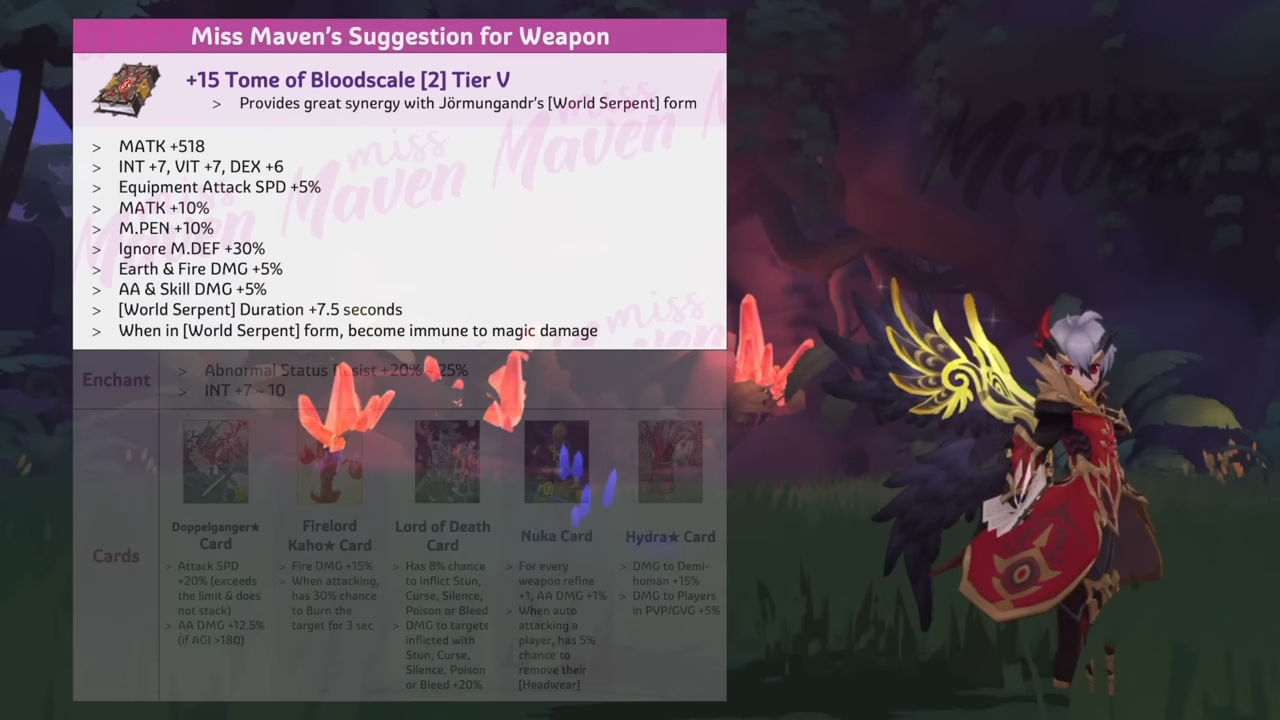 Miss Maven's Suggestion for Weapon
+15 Tome of Bloodscale [2] Tier V
> Provides great synergy with Jörmungandr's [World Serpent] form
> MATK +518
> INT +7, VIT +7, DEX +6
> Equipment Attack SPD +5%
> MATK +10%
> M.PEN +10%
> Ignore M.DEF +30%
> Earth & Fire DMG +5%
> AA & Skill DMG +5%
> [World Serpent] Duration +7.5 seconds
> When in [World Serpent] form, become immune to magic damage
miss Maven
Enchant
> Abnormal Status Resist +20% ~ 25%
> INT +7 ~ 10
Cards
Doppelganger★
Card
> Attack SPD
+20% (exceeds
the limit & does
not stack)
> AA DMG +12.5%
(if AGI >180)
Firelord
Kaho★ Card
> Fire DMG +15%
> When attacking,
has 30% chance
to Burn the
target for 3 sec
Lord of Death
Card
> Has 8% chance
to inflict Stun,
Curse, Silence,
Poison or Bleed
> DMG to targets
inflicted with
Stun, Curse,
Silence, Poison
or Bleed +20%
Nuka Card
> For every
weapon refine
+1, AA DMG +1%
> When auto
attacking a
player, has 5%
chance to
remove their
[Headwear]
Hydra★ Card
> DMG to Demi-
human +15%
> DMG to Players
in PVP/GVG +5%